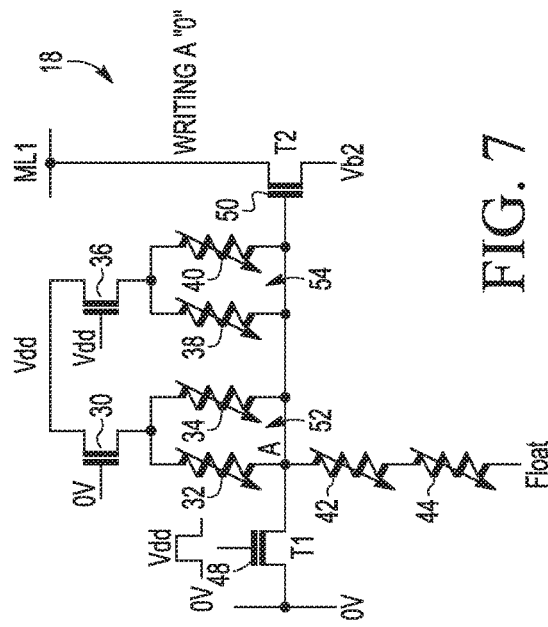 18
ML1
Vdd
30
36
0V
Vdd
WRITING A "0"
Vdd
0V
48
32
34
38
40
50
T2
A
52
54
T1
Vb2
0V
42
44
Float
FIG. 7